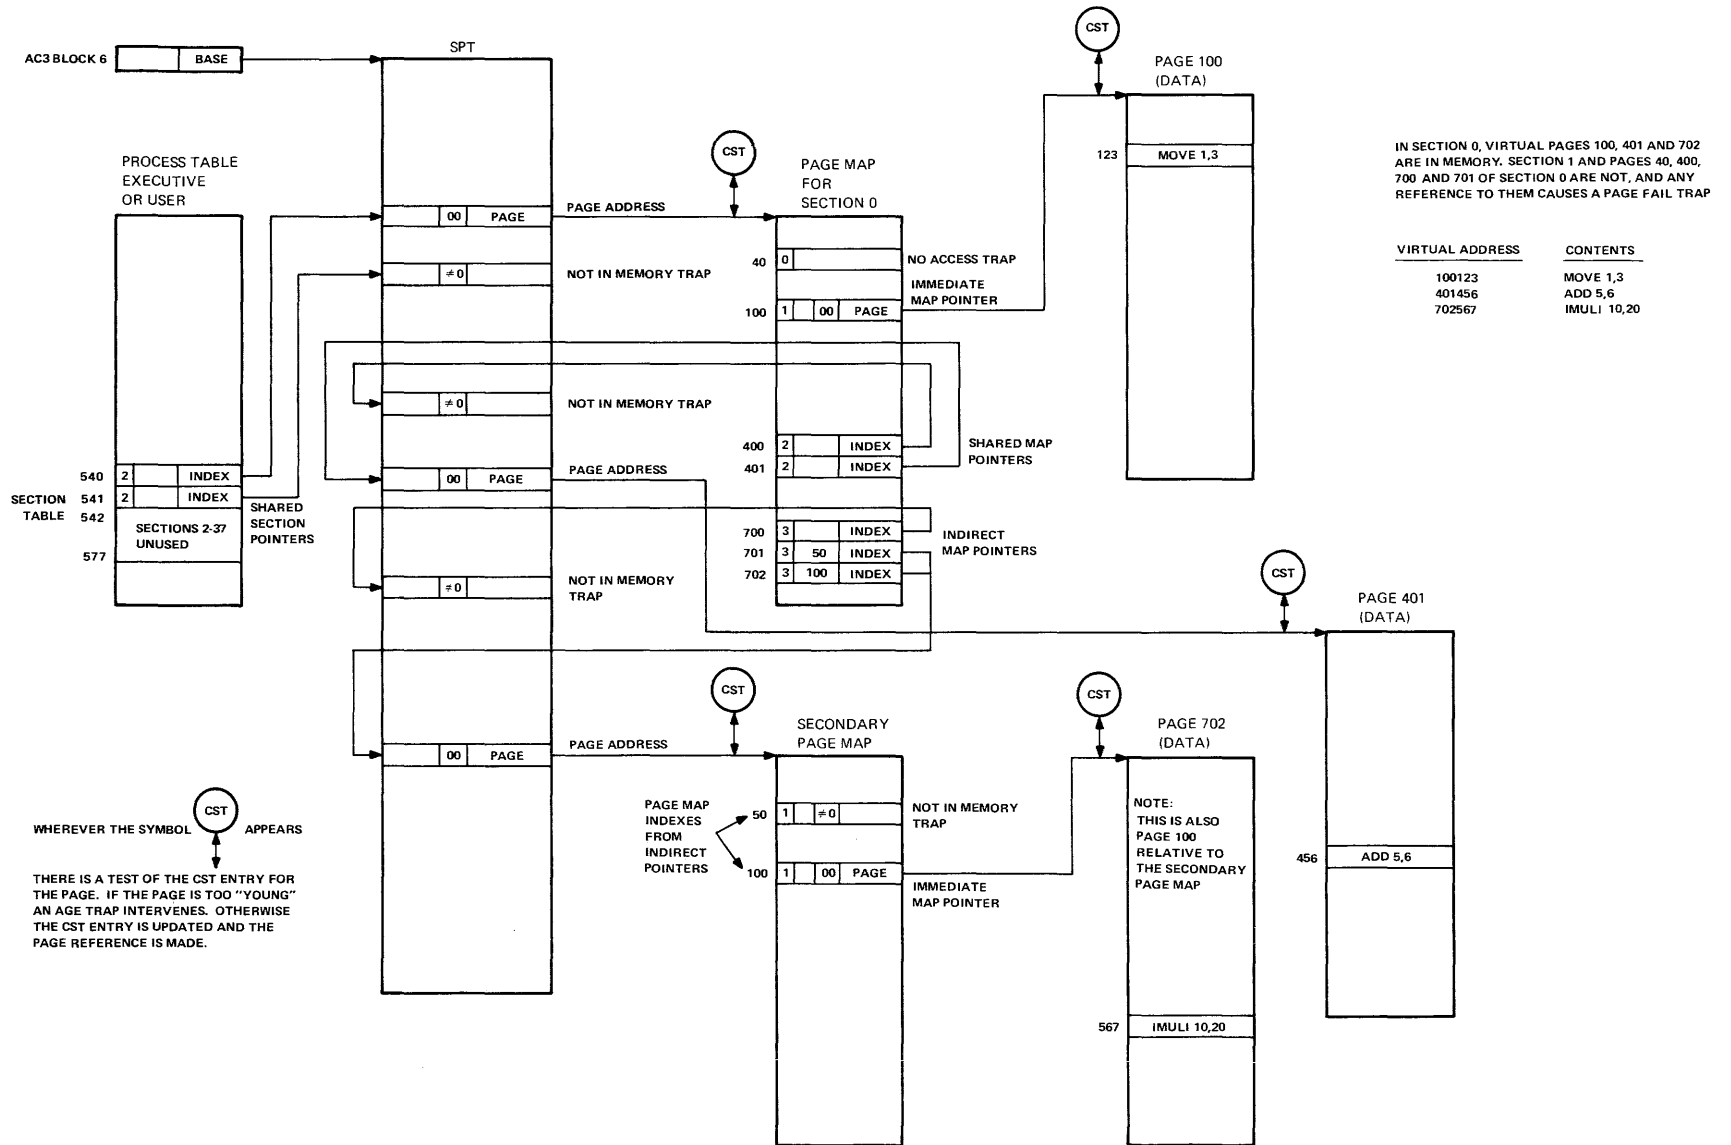 AC3 BLOCK 6
BASE
SPT
CST
PAGE 100
(DATA)
123
MOVE 1,3
IN SECTION 0, VIRTUAL PAGES 100, 401 AND 702
ARE IN MEMORY. SECTION 1 AND PAGES 40, 400,
700 AND 701 OF SECTION 0 ARE NOT, AND ANY
REFERENCE TO THEM CAUSES A PAGE FAIL TRAP
VIRTUAL ADDRESS CONTENTS
100123 MOVE 1,3
401456 ADD 5,6
702567 IMULI 10,20
PROCESS TABLE
EXECUTIVE
OR USER
540 2 INDEX
SECTION
TABLE
541 2 INDEX
542
SECTIONS 2-37
UNUSED
577
SHARED
SECTION
POINTERS
00 PAGE
PAGE ADDRESS
≠0
NOT IN MEMORY TRAP
≠0
NOT IN MEMORY TRAP
00 PAGE
PAGE ADDRESS
≠0
NOT IN MEMORY
TRAP
00 PAGE
PAGE ADDRESS
CST
PAGE MAP
FOR
SECTION 0
40 0
NO ACCESS TRAP
100 1 00 PAGE
IMMEDIATE
MAP POINTER
400 2 INDEX
401 2 INDEX
SHARED MAP
POINTERS
700 3 INDEX
701 3 50 INDEX
702 3 100 INDEX
INDIRECT
MAP POINTERS
CST
PAGE 401
(DATA)
456
ADD 5,6
CST
SECONDARY
PAGE MAP
PAGE MAP
INDEXES
FROM
INDIRECT
POINTERS
50 1 ≠0
NOT IN MEMORY
TRAP
100 1 00 PAGE
IMMEDIATE
MAP POINTER
CST
PAGE 702
(DATA)
NOTE:
THIS IS ALSO
PAGE 100
RELATIVE TO
THE SECONDARY
PAGE MAP
567
IMULI 10,20
WHEREVER THE SYMBOL CST APPEARS
THERE IS A TEST OF THE CST ENTRY FOR
THE PAGE. IF THE PAGE IS TOO "YOUNG"
AN AGE TRAP INTERVENES. OTHERWISE
THE CST ENTRY IS UPDATED AND THE
PAGE REFERENCE IS MADE.